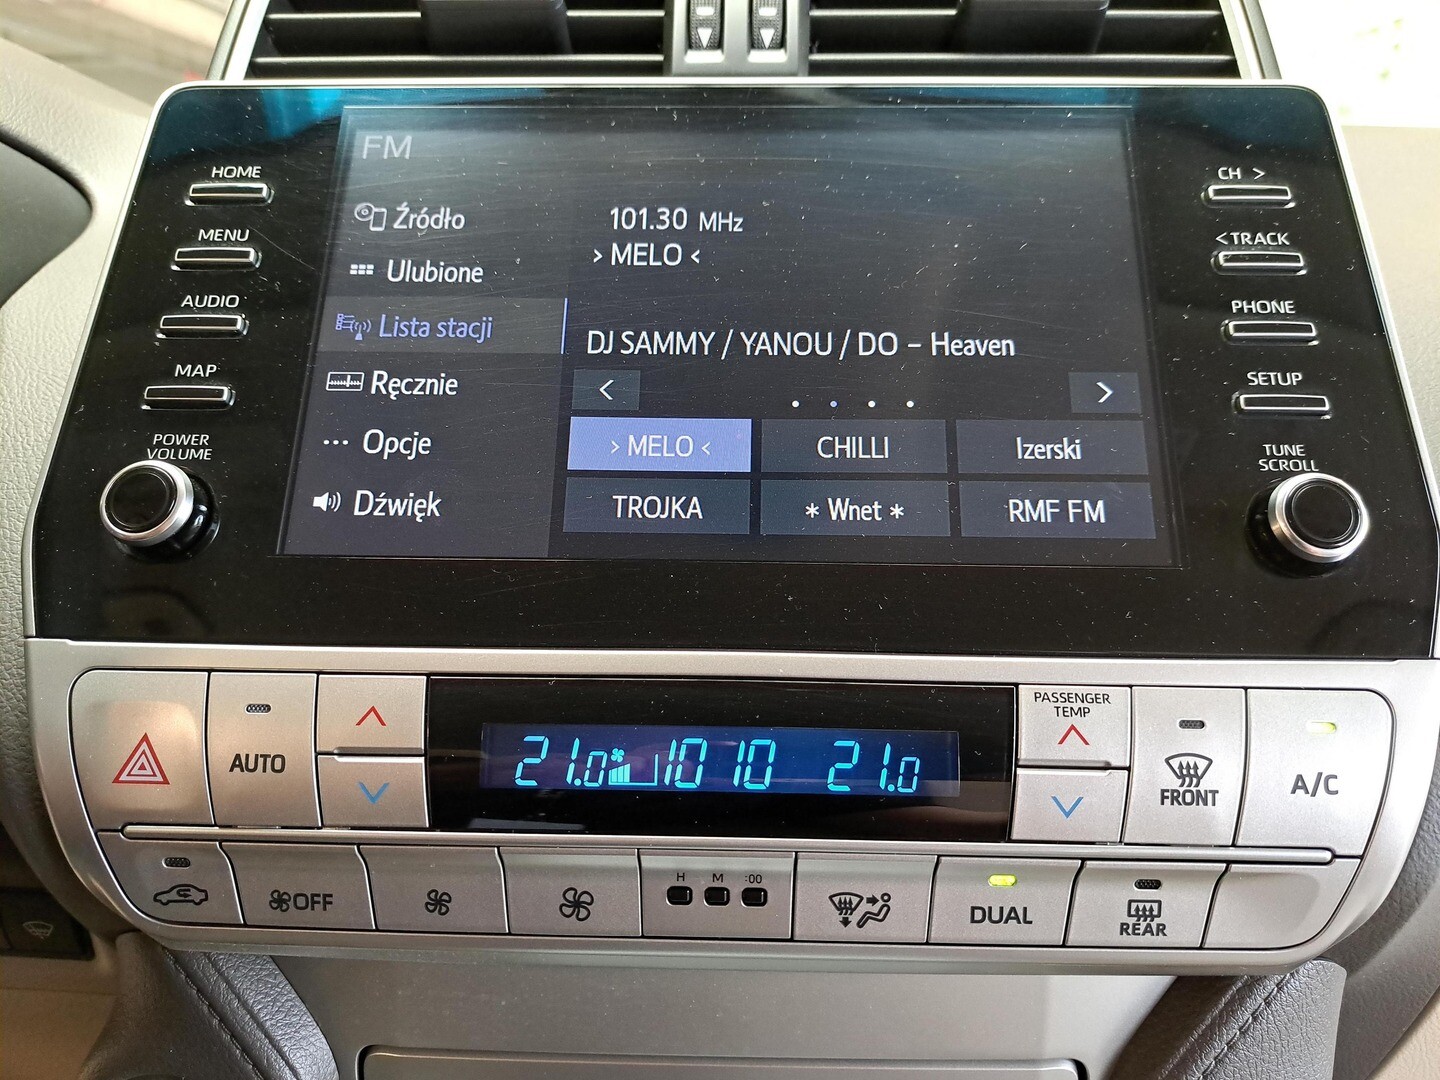 FM
HOME
MENU
AUDIO
MAP
POWER
VOLUME
Źródło
Ulubione
Lista stacji
Ręcznie
Opcje
Dźwięk
101.30 MHz
› MELO ‹
DJ SAMMY / YANOU / DO – Heaven
< >
› MELO ‹ CHILLI Izerski
TROJKA * Wnet * RMF FM
CH >
< TRACK
PHONE
SETUP
TUNE
SCROLL
AUTO
21.0 10 10 21.0
PASSENGER
TEMP
FRONT
A/C
OFF
H M :00
DUAL
REAR